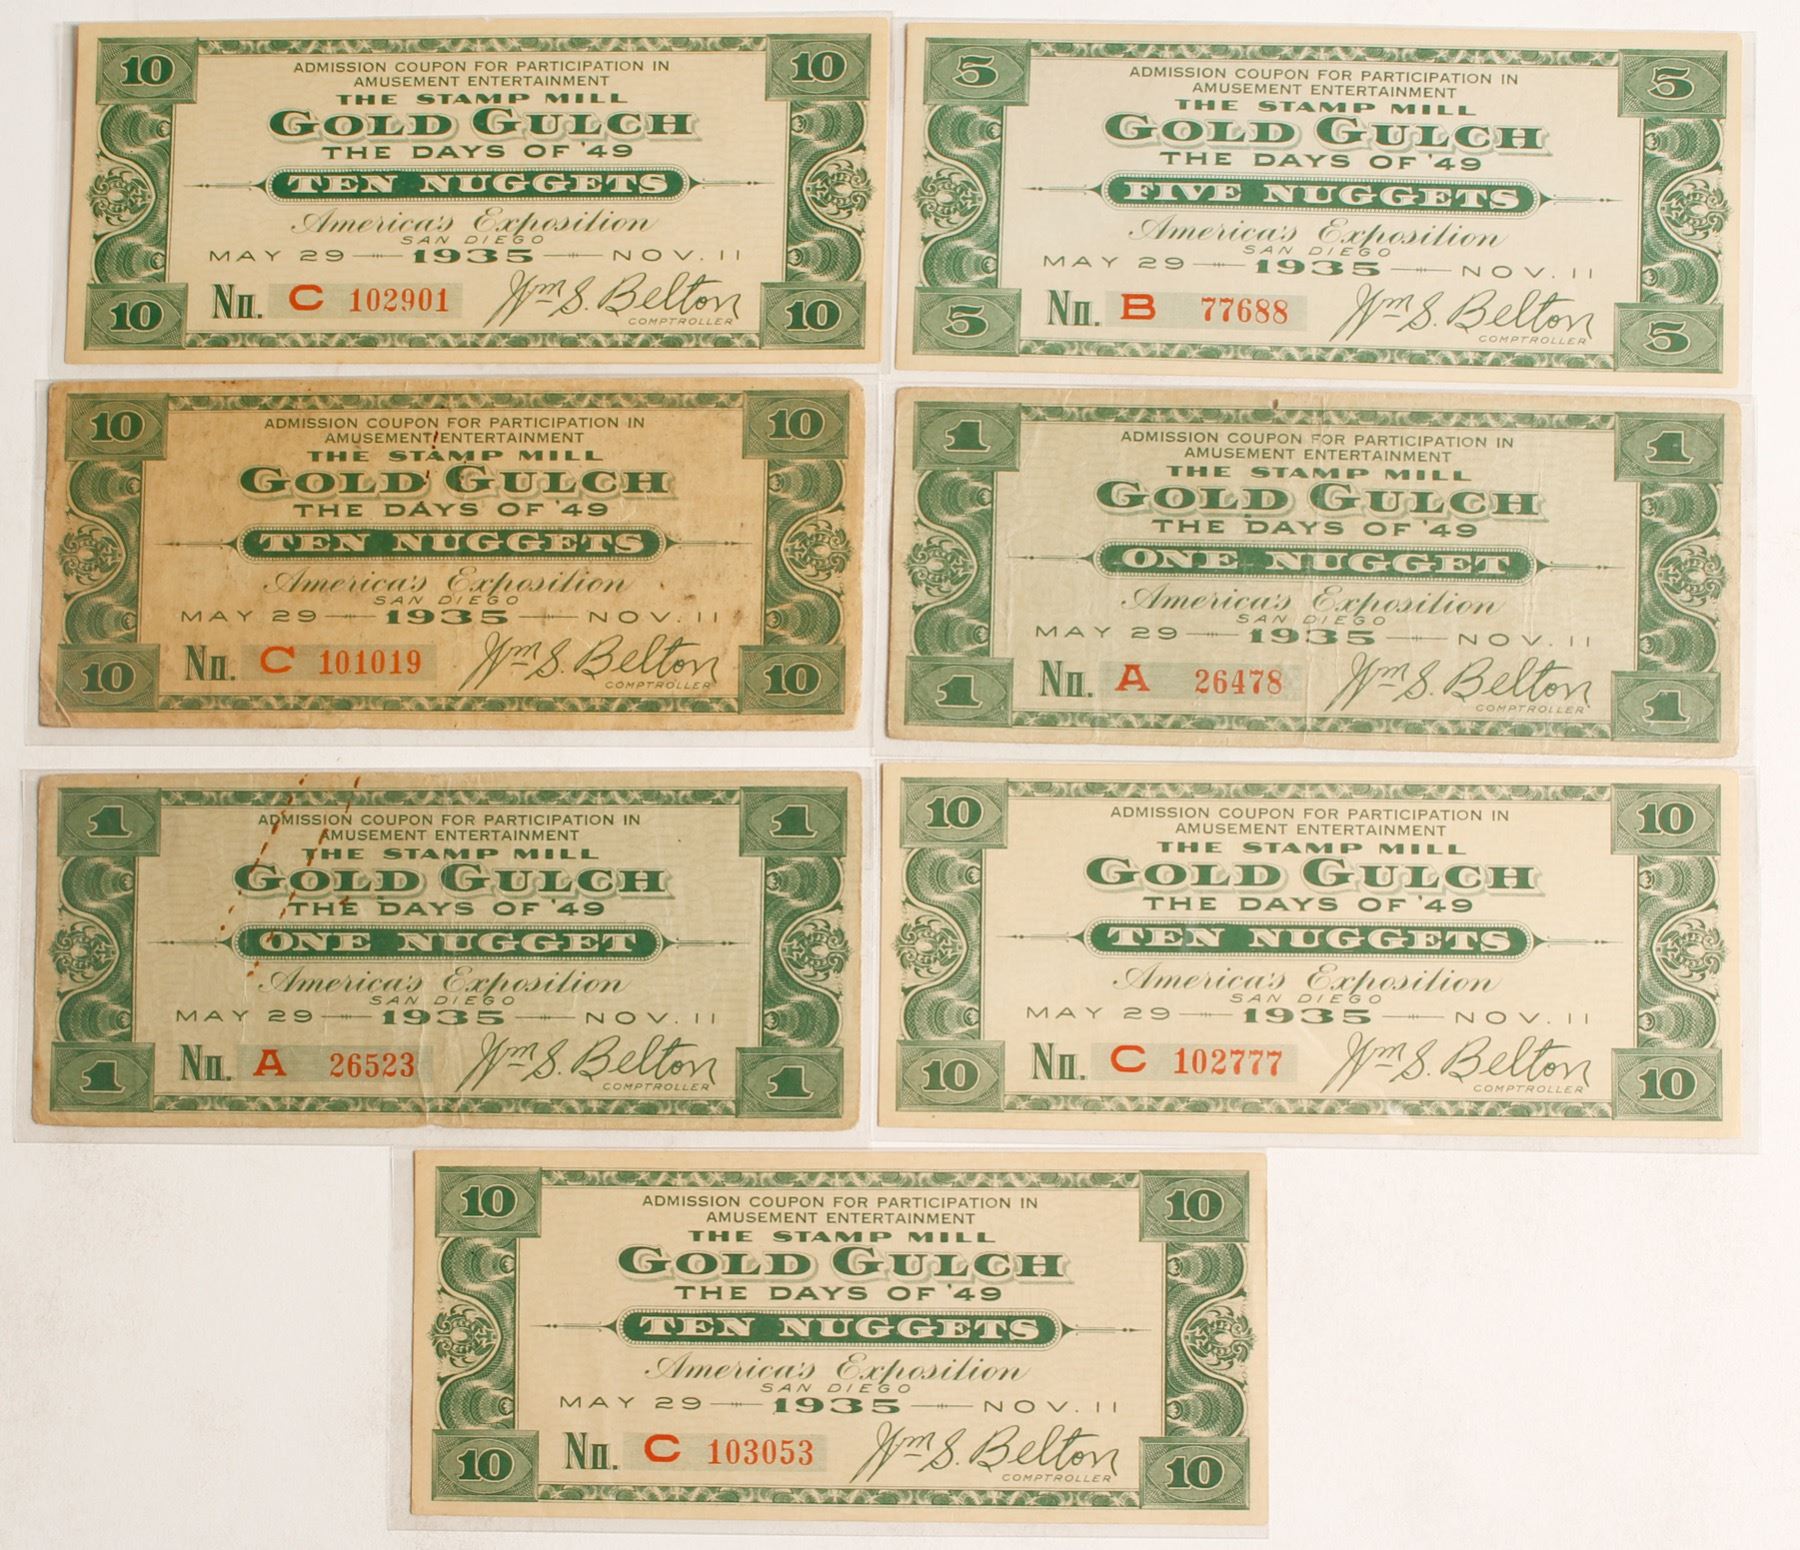 10 10
ADMISSION COUPON FOR PARTICIPATION IN
AMUSEMENT ENTERTAINMENT
THE STAMP MILL
GOLD GULCH
THE DAYS OF '49
TEN NUGGETS
America's Exposition
SAN DIEGO
MAY 29 — 1935 — NOV. 11
No. C 102901 Wm S. Belton
COMPTROLLER
10 10
5 5
ADMISSION COUPON FOR PARTICIPATION IN
AMUSEMENT ENTERTAINMENT
THE STAMP MILL
GOLD GULCH
THE DAYS OF '49
FIVE NUGGETS
America's Exposition
SAN DIEGO
MAY 29 — 1935 — NOV. 11
No. B 77688 Wm S. Belton
COMPTROLLER
5 5
10 10
ADMISSION COUPON FOR PARTICIPATION IN
AMUSEMENT ENTERTAINMENT
THE STAMP MILL
GOLD GULCH
THE DAYS OF '49
TEN NUGGETS
America's Exposition
SAN DIEGO
MAY 29 — 1935 — NOV. 11
No. C 101019 Wm S. Belton
COMPTROLLER
10 10
1 1
ADMISSION COUPON FOR PARTICIPATION IN
AMUSEMENT ENTERTAINMENT
THE STAMP MILL
GOLD GULCH
THE DAYS OF '49
ONE NUGGET
America's Exposition
SAN DIEGO
MAY 29 — 1935 — NOV. 11
No. A 26478 Wm S. Belton
COMPTROLLER
1 1
1 1
ADMISSION COUPON FOR PARTICIPATION IN
AMUSEMENT ENTERTAINMENT
THE STAMP MILL
GOLD GULCH
THE DAYS OF '49
ONE NUGGET
America's Exposition
SAN DIEGO
MAY 29 — 1935 — NOV. 11
No. A 26523 Wm S. Belton
COMPTROLLER
1 1
10 10
ADMISSION COUPON FOR PARTICIPATION IN
AMUSEMENT ENTERTAINMENT
THE STAMP MILL
GOLD GULCH
THE DAYS OF '49
TEN NUGGETS
America's Exposition
SAN DIEGO
MAY 29 — 1935 — NOV. 11
No. C 102777 Wm S. Belton
COMPTROLLER
10 10
10 10
ADMISSION COUPON FOR PARTICIPATION IN
AMUSEMENT ENTERTAINMENT
THE STAMP MILL
GOLD GULCH
THE DAYS OF '49
TEN NUGGETS
America's Exposition
SAN DIEGO
MAY 29 — 1935 — NOV. 11
No. C 103053 Wm S. Belton
COMPTROLLER
10 10